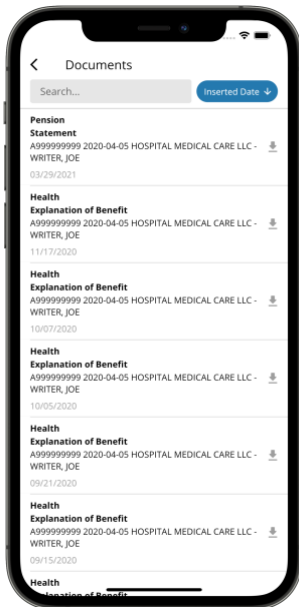 Documents
Search...
Inserted Date
Pension
Statement
A999999999 2020-04-05 HOSPITAL MEDICAL CARE LLC -
WRITER, JOE
03/29/2021
Health
Explanation of Benefit
A999999999 2020-04-05 HOSPITAL MEDICAL CARE LLC -
WRITER, JOE
11/17/2020
Health
Explanation of Benefit
A999999999 2020-04-05 HOSPITAL MEDICAL CARE LLC -
WRITER, JOE
10/07/2020
Health
Explanation of Benefit
A999999999 2020-04-05 HOSPITAL MEDICAL CARE LLC -
WRITER, JOE
10/05/2020
Health
Explanation of Benefit
A999999999 2020-04-05 HOSPITAL MEDICAL CARE LLC -
WRITER, JOE
09/21/2020
Health
Explanation of Benefit
A999999999 2020-04-05 HOSPITAL MEDICAL CARE LLC -
WRITER, JOE
09/15/2020
Health